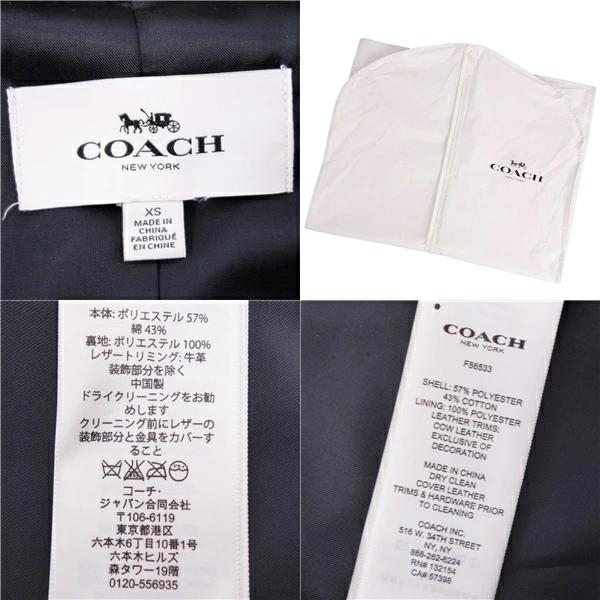 COACH
NEW YORK
XS
MADE IN
CHINA
FABRIQUÉ
EN CHINE
COACH
NEW YORK
本体: ポリエステル 57%
綿 43%
裏地: ポリエステル 100%
レザートリミング: 牛革
装飾部分を除く
中国製
ドライクリーニングをお勧
めします
クリーニング前にレザーの
装飾部分と金具をカバーす
ること
コーチ・
ジャパン合同会社
〒106-6119
東京都港区
六本木6丁目10番1号
六本木ヒルズ
森タワー19階
0120-556935
COACH
NEW YORK
F86533
SHELL: 57% POLYESTER
43% COTTON
LINING: 100% POLYESTER
LEATHER TRIMS:
COW LEATHER
EXCLUSIVE OF
DECORATION
MADE IN CHINA
DRY CLEAN
COVER LEATHER
TRIMS & HARDWARE PRIOR
TO CLEANING
COACH INC.
516 W. 34TH STREET
NY, NY
888-262-6224
RN# 132154
CA# 57398